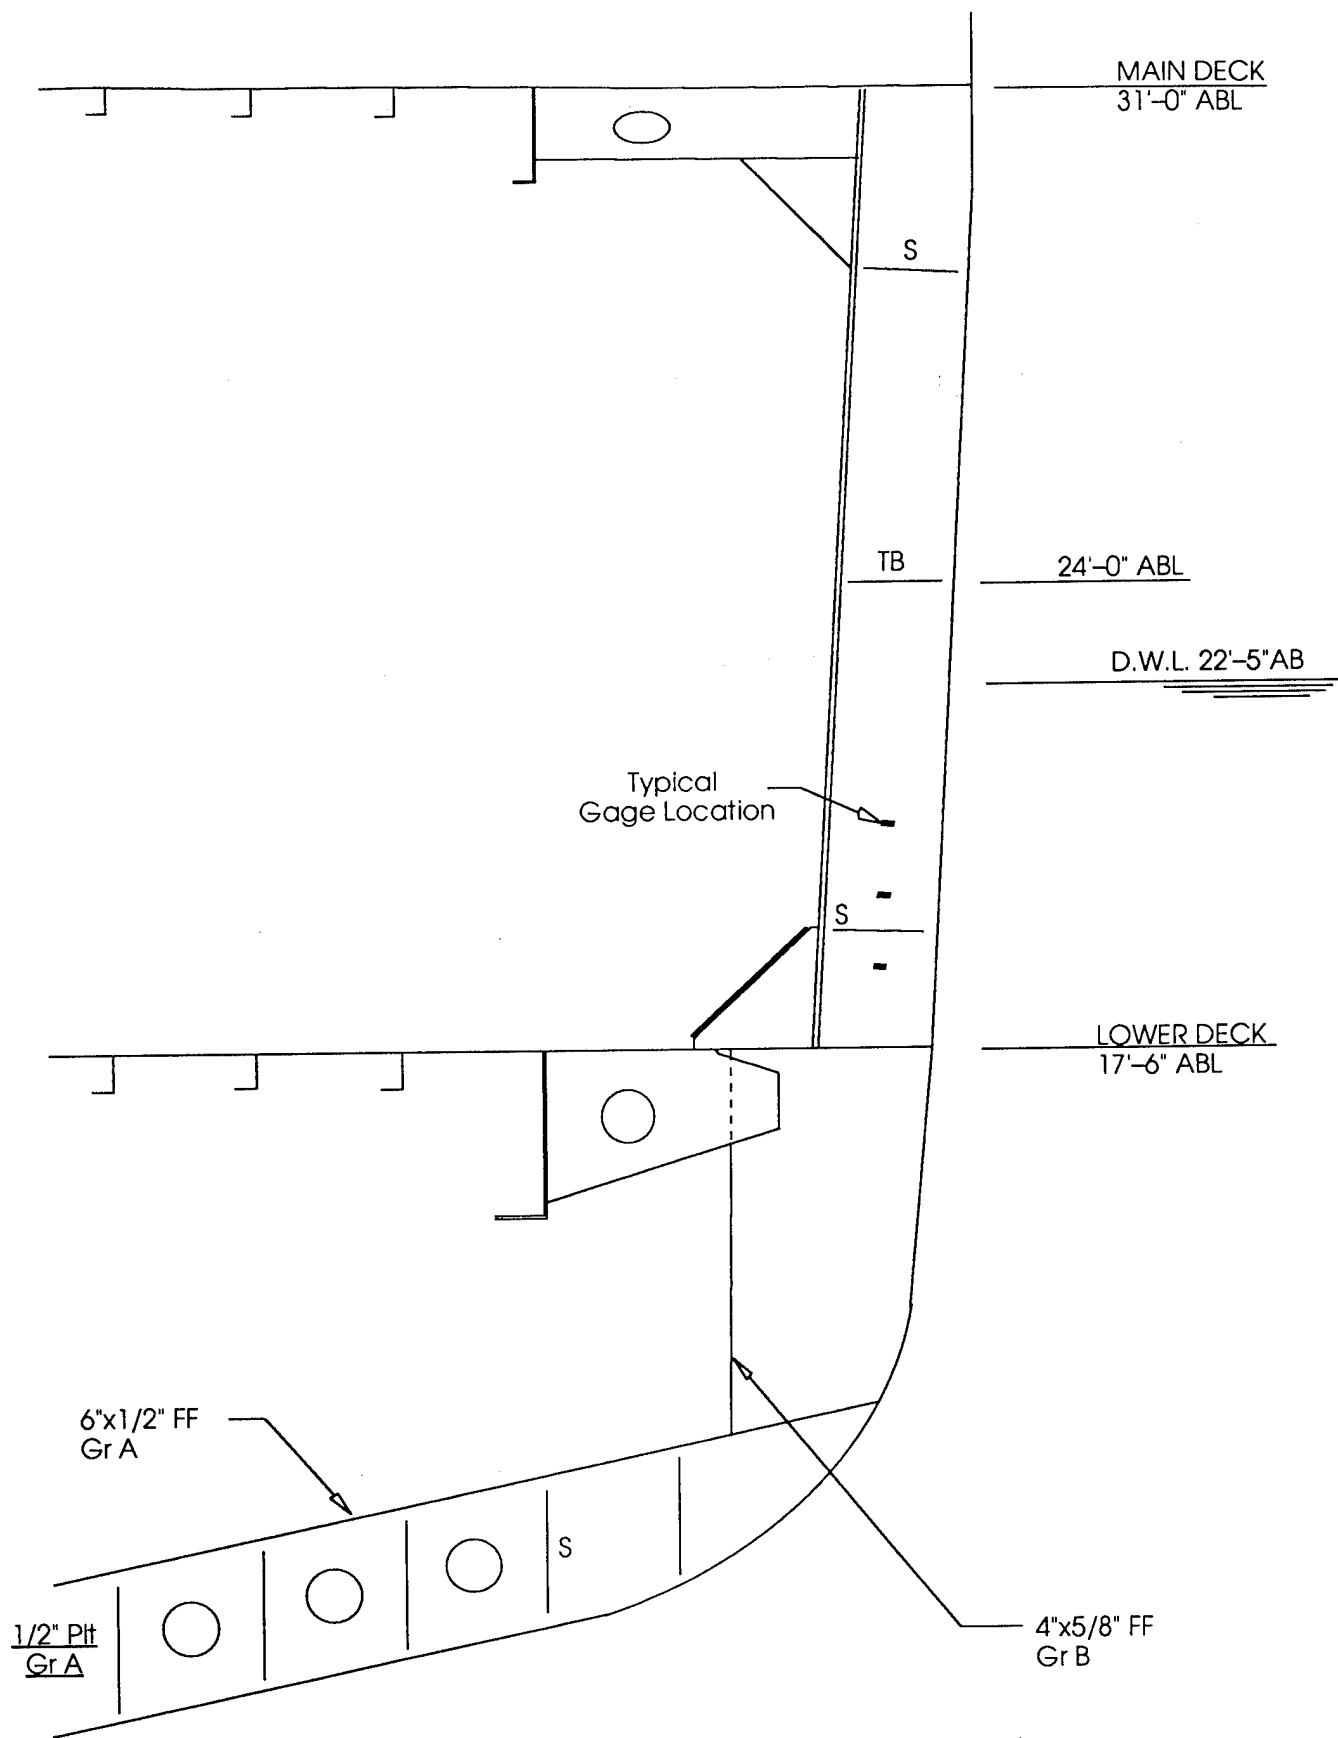 MAIN DECK
31'–0" ABL
S
TB
24'–0" ABL
D.W.L. 22'–5"AB
Typical
Gage Location
S
LOWER DECK
17'–6" ABL
6"x1/2" FF
Gr A
S
1/2" Plt
Gr A
4"x5/8" FF
Gr B